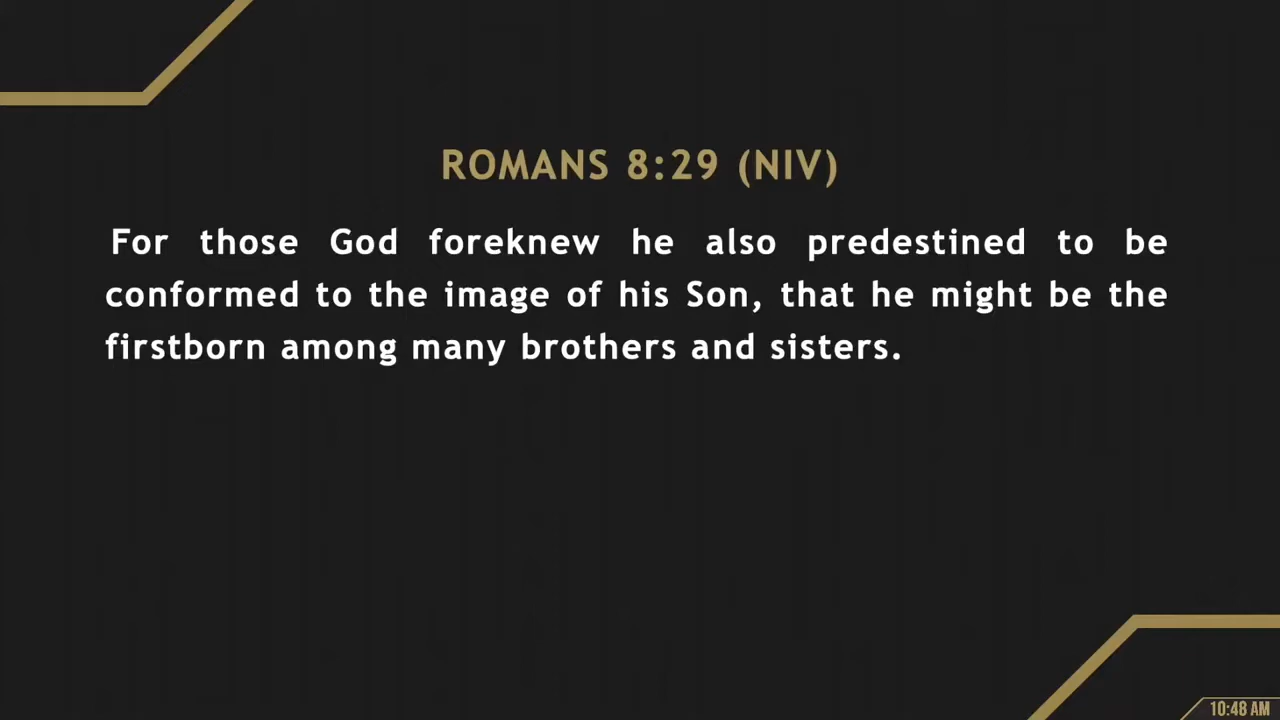 ROMANS 8:29 (NIV)
For those God foreknew he also predestined to be
conformed to the image of his Son, that he might be the
firstborn among many brothers and sisters.
10:48 AM